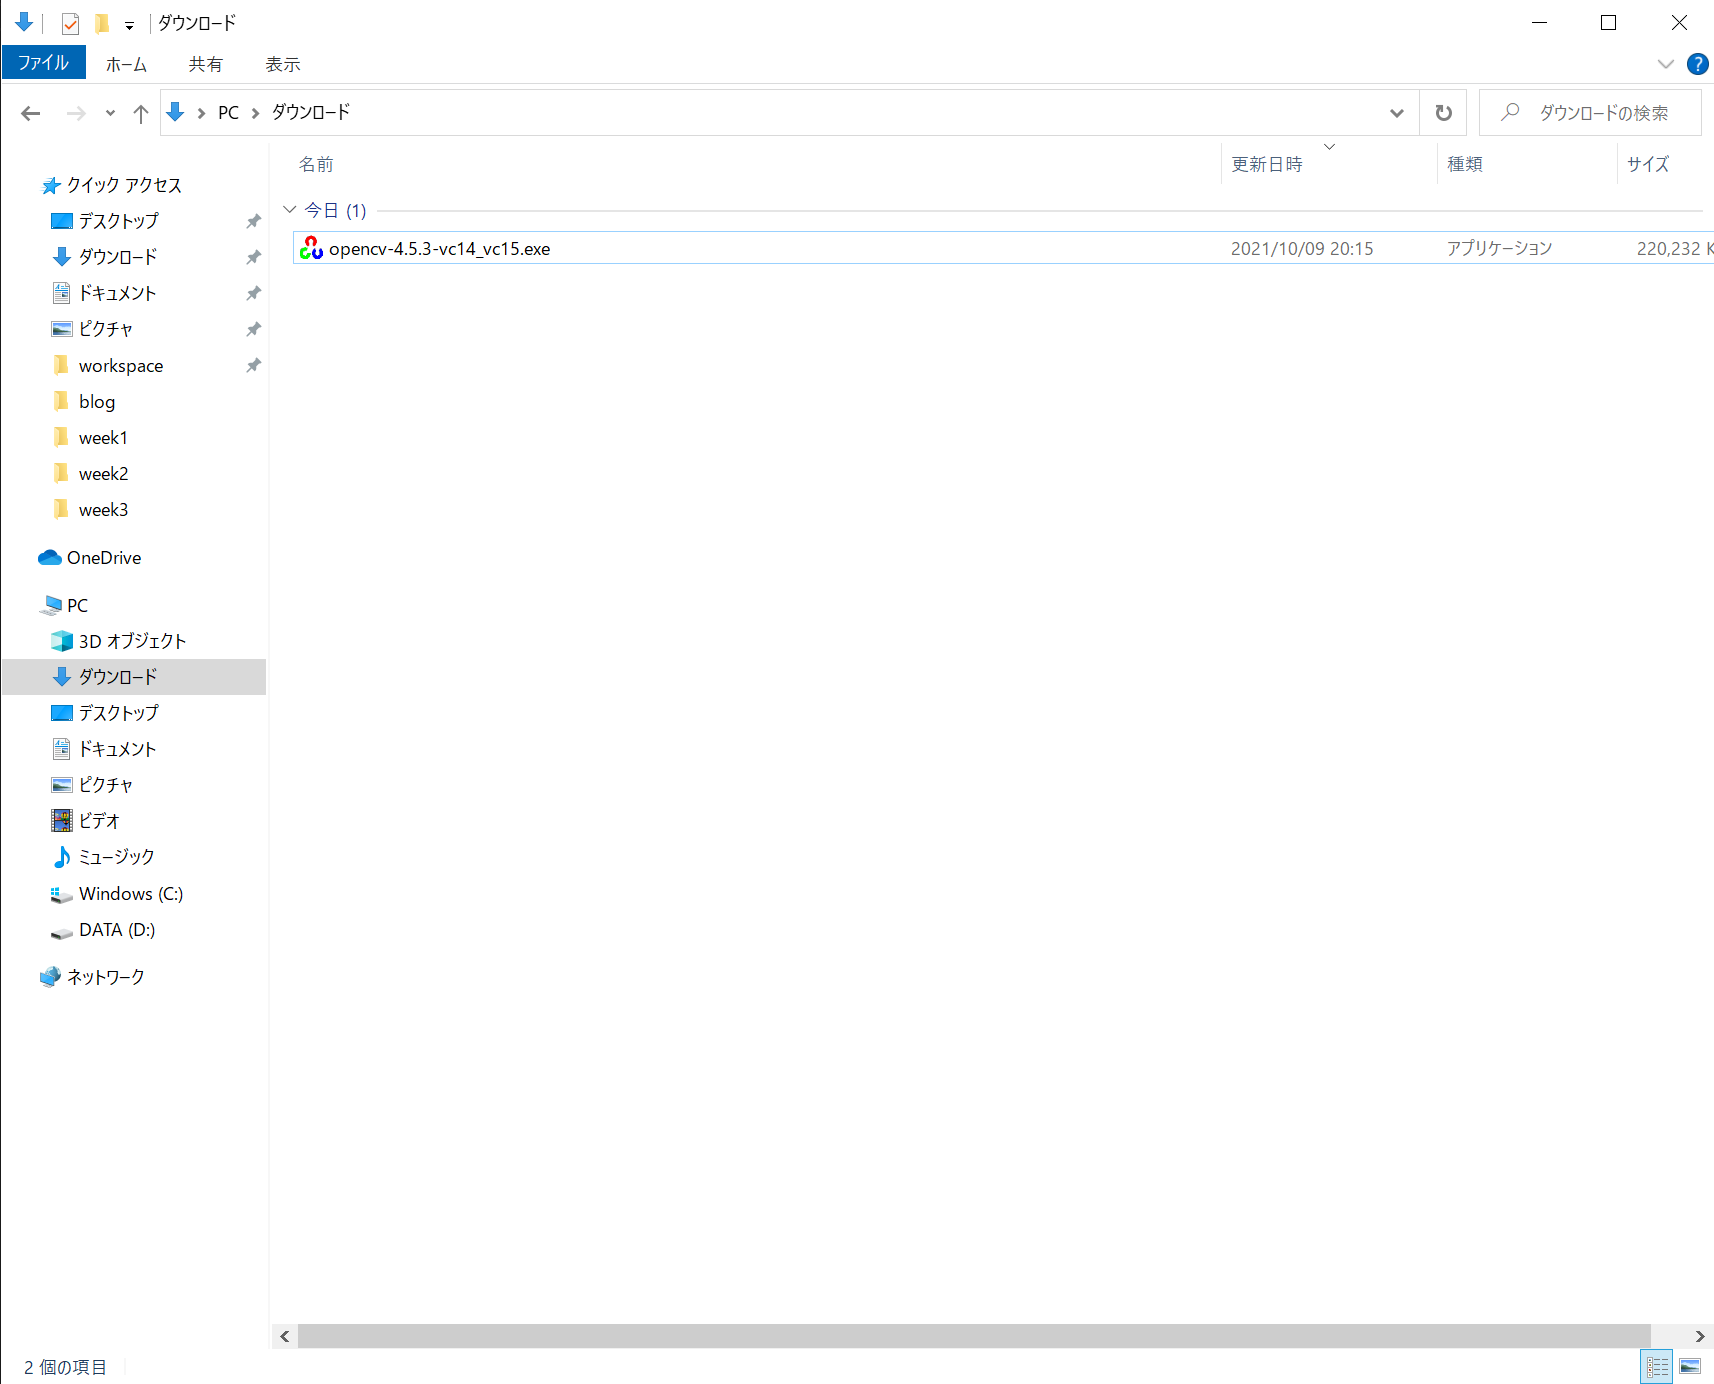 ダウンロード
ファイル ホーム 共有 表示
PC ダウンロード ダウンロードの検索
名前 更新日時 種類 サイズ
今日 (1)
opencv-4.5.3-vc14_vc15.exe 2021/10/09 20:15 アプリケーション 220,232 K
クイック アクセス
デスクトップ
ダウンロード
ドキュメント
ピクチャ
workspace
blog
week1
week2
week3
OneDrive
PC
3D オブジェクト
ダウンロード
デスクトップ
ドキュメント
ピクチャ
ビデオ
ミュージック
Windows (C:)
DATA (D:)
ネットワーク
2 個の項目